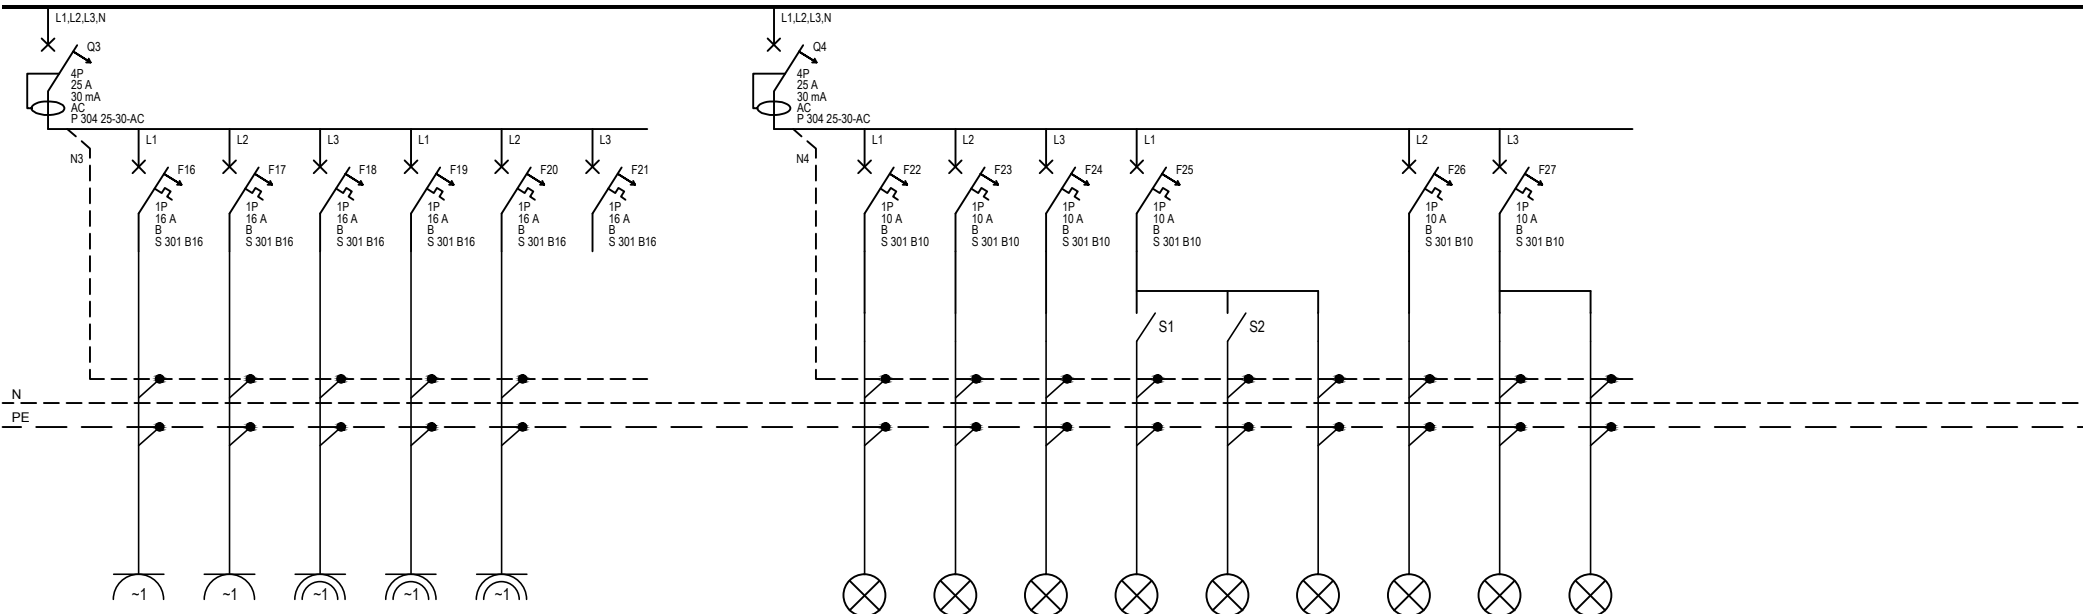 L1,L2,L3,N
Q3
4P
25 A
30 mA
AC
P 304 25-30-AC
N3
L1
F16
1P
16 A
B
S 301 B16
L2
F17
1P
16 A
B
S 301 B16
L3
F18
1P
16 A
B
S 301 B16
L1
F19
1P
16 A
B
S 301 B16
L2
F20
1P
16 A
B
S 301 B16
L3
F21
1P
16 A
B
S 301 B16
L1,L2,L3,N
Q4
4P
25 A
30 mA
AC
P 304 25-30-AC
N4
L1
F22
1P
10 A
B
S 301 B10
L2
F23
1P
10 A
B
S 301 B10
L3
F24
1P
10 A
B
S 301 B10
L1
F25
1P
10 A
B
S 301 B10
L2
F26
1P
10 A
B
S 301 B10
L3
F27
1P
10 A
B
S 301 B10
S1
S2
N
PE
~1
~1
~1
~1
~1